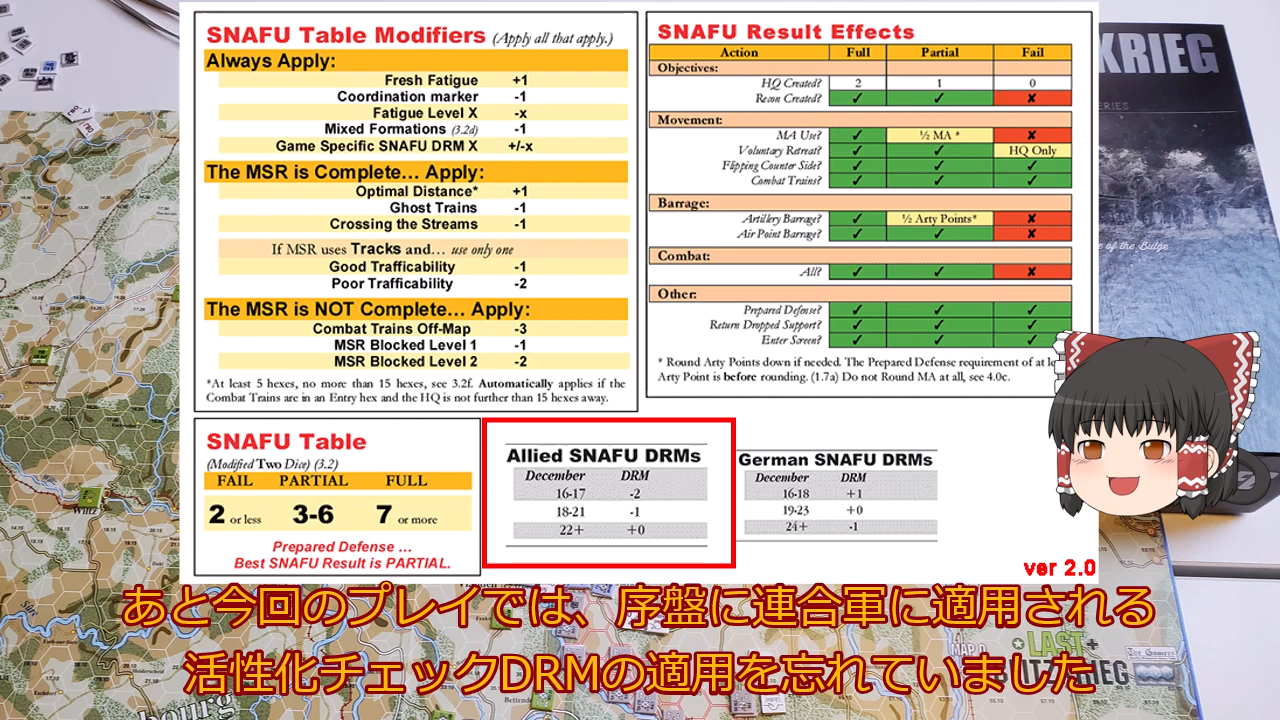 SNAFU Table Modifiers (Apply all that apply.)
Always Apply:
Fresh Fatigue +1
Coordination marker -1
Fatigue Level X -x
Mixed Formations (3.2d) -1
Game Specific SNAFU DRM X +/-x
The MSR is Complete... Apply:
Optimal Distance* +1
Ghost Trains -1
Crossing the Streams -1
If MSR uses Tracks and... use only one
Good Trafficability -1
Poor Trafficability -2
The MSR is NOT Complete... Apply:
Combat Trains Off-Map -3
MSR Blocked Level 1 -1
MSR Blocked Level 2 -2
*At least 5 hexes, no more than 15 hexes, see 3.2f. Automatically applies if the
Combat Trains are in an Entry hex and the HQ is not further than 15 hexes away.
SNAFU Result Effects
Action Full Partial Fail
Objectives:
HQ Created? 2 1 0
Recon Created? ✓ ✓ ✘
Movement:
MA Use? ✓ ½ MA * ✘
Voluntary Retreat? ✓ ✓ HQ Only
Flipping Counter Side? ✓ ✓ ✓
Combat Trains? ✓ ✓ ✓
Barrage:
Artillery Barrage? ✓ ½ Arty Points* ✘
Air Point Barrage? ✓ ✓ ✘
Combat:
All? ✓ ✓ ✘
Other:
Prepared Defense? ✓ ✓ ✓
Return Dropped Support? ✓ ✓ ✓
Enter Screen? ✓ ✓ ✓
* Round Arty Points down if needed. The Prepared Defense requirement of at
Arty Point is before rounding. (1.7a) Do not Round MA at all, see 4.0c.
SNAFU Table
(Modified Two Dice) (3.2)
FAIL PARTIAL FULL
2 or less 3-6 7 or more
Prepared Defense ...
Best SNAFU Result is PARTIAL.
Allied SNAFU DRMs
December DRM
16-17 -2
18-21 -1
22+ +0
German SNAFU DRMs
December DRM
16-18 +1
19-23 +0
24+ -1
ver 2.0
KRIEG
of the Bulge
Wiltz
LAST
The Gamers
あと今回のプレイでは、序盤に連合軍に適用される
活性化チェックDRMの適用を忘れていました